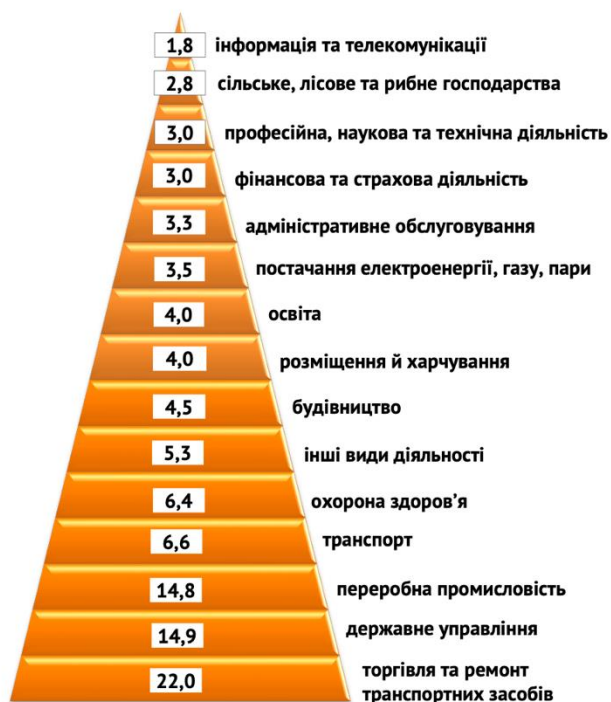 1,8 інформація та телекомунікації
2,8 сільське, лісове та рибне господарства
3,0 професійна, наукова та технічна діяльність
3,0 фінансова та страхова діяльність
3,3 адміністративне обслуговування
3,5 постачання електроенергії, газу, пари
4,0 освіта
4,0 розміщення й харчування
4,5 будівництво
5,3 інші види діяльності
6,4 охорона здоров’я
6,6 транспорт
14,8 переробна промисловість
14,9 державне управління
22,0 торгівля та ремонт
транспортних засобів